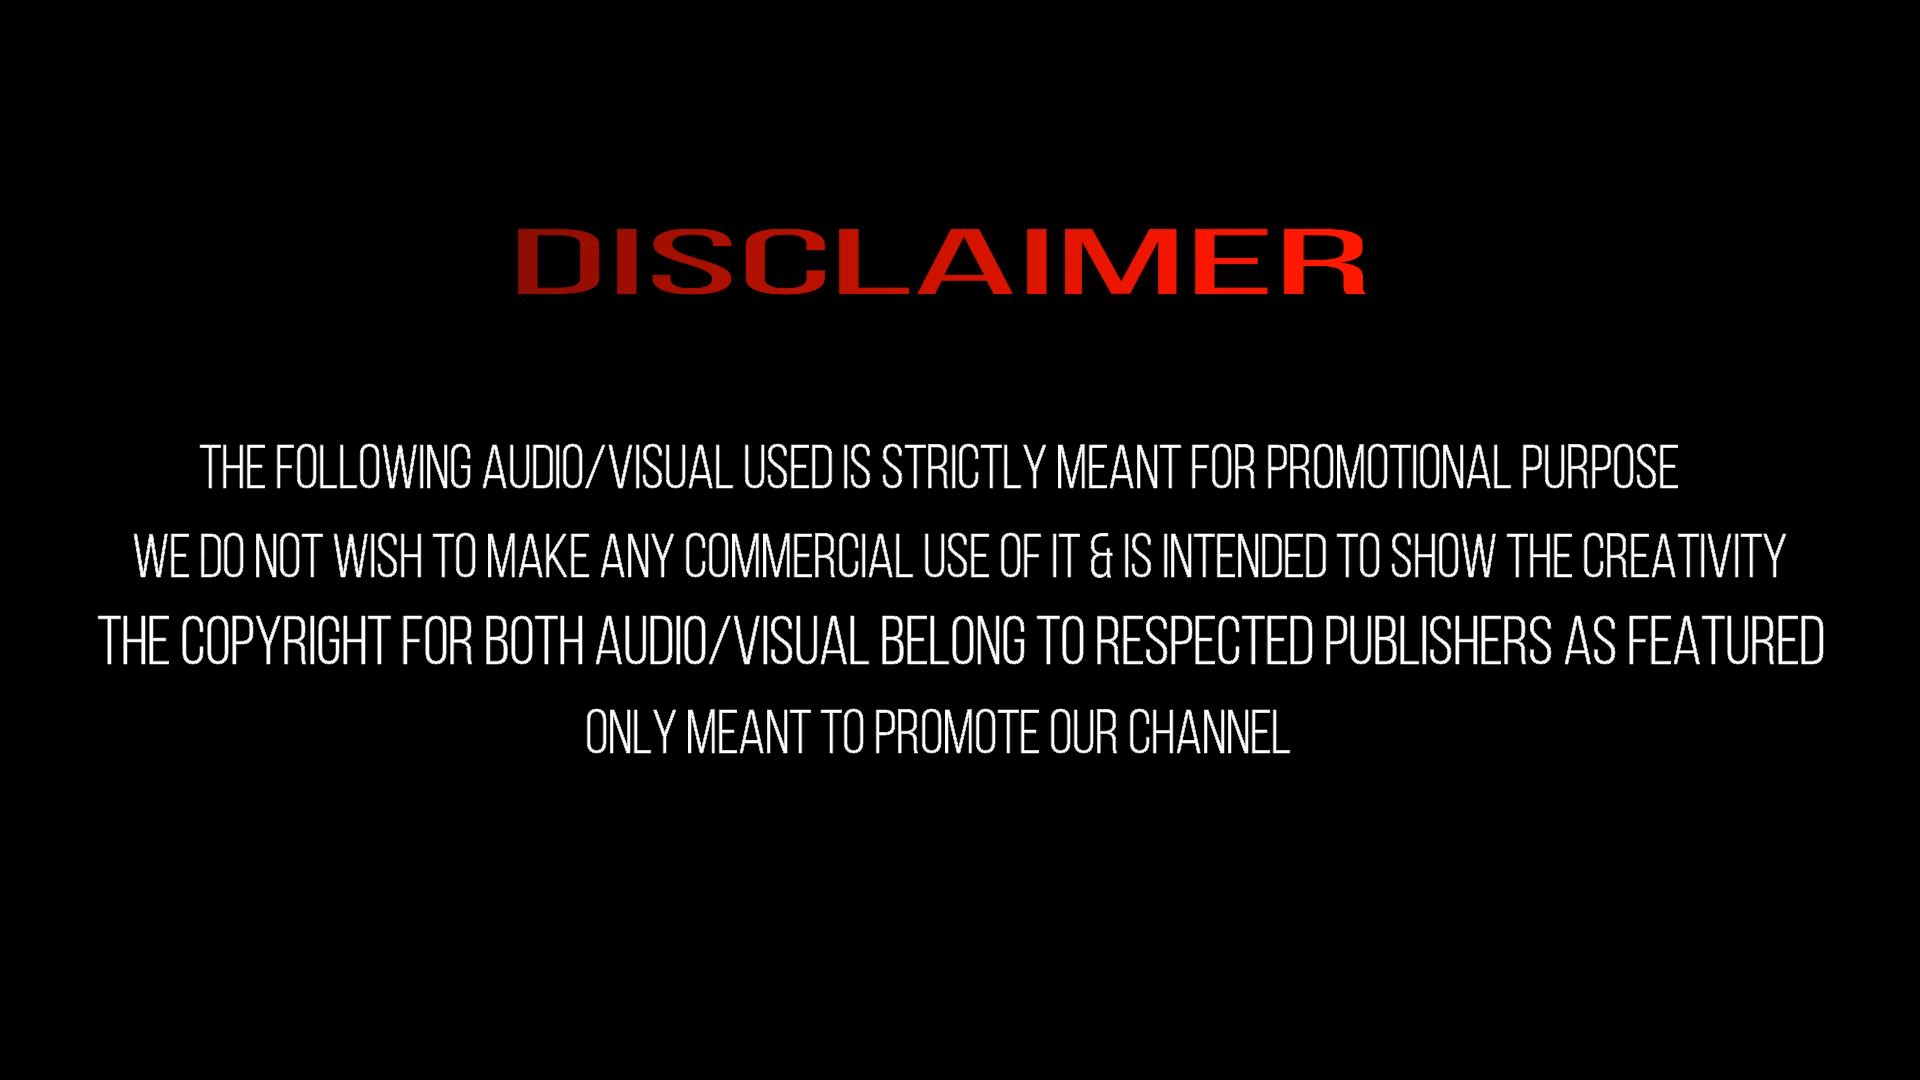 DISCLAIMER
THE FOLLOWING AUDIO/VISUAL USED IS STRICTLY MEANT FOR PROMOTIONAL PURPOSE
WE DO NOT WISH TO MAKE ANY COMMERCIAL USE OF IT & IS INTENDED TO SHOW THE CREATIVITY
THE COPYRIGHT FOR BOTH AUDIO/VISUAL BELONG TO RESPECTED PUBLISHERS AS FEATURED
ONLY MEANT TO PROMOTE OUR CHANNEL